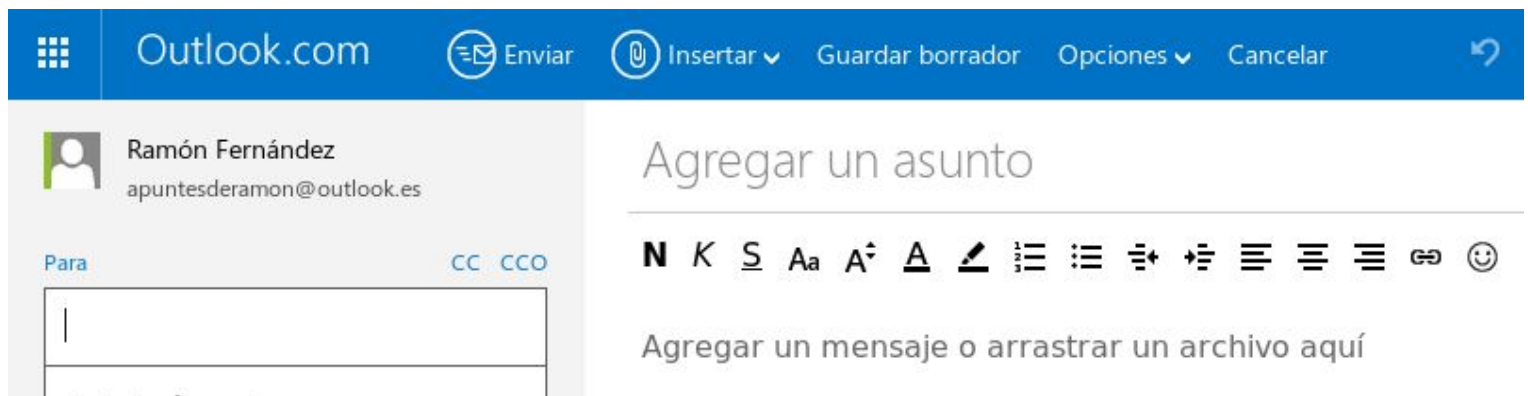 Outlook.com Enviar Insertar Guardar borrador Opciones Cancelar
Ramón Fernández
apuntesderamon@outlook.es
Para CC CCO
Agregar un asunto
N K S Aa A A
Agregar un mensaje o arrastrar un archivo aquí